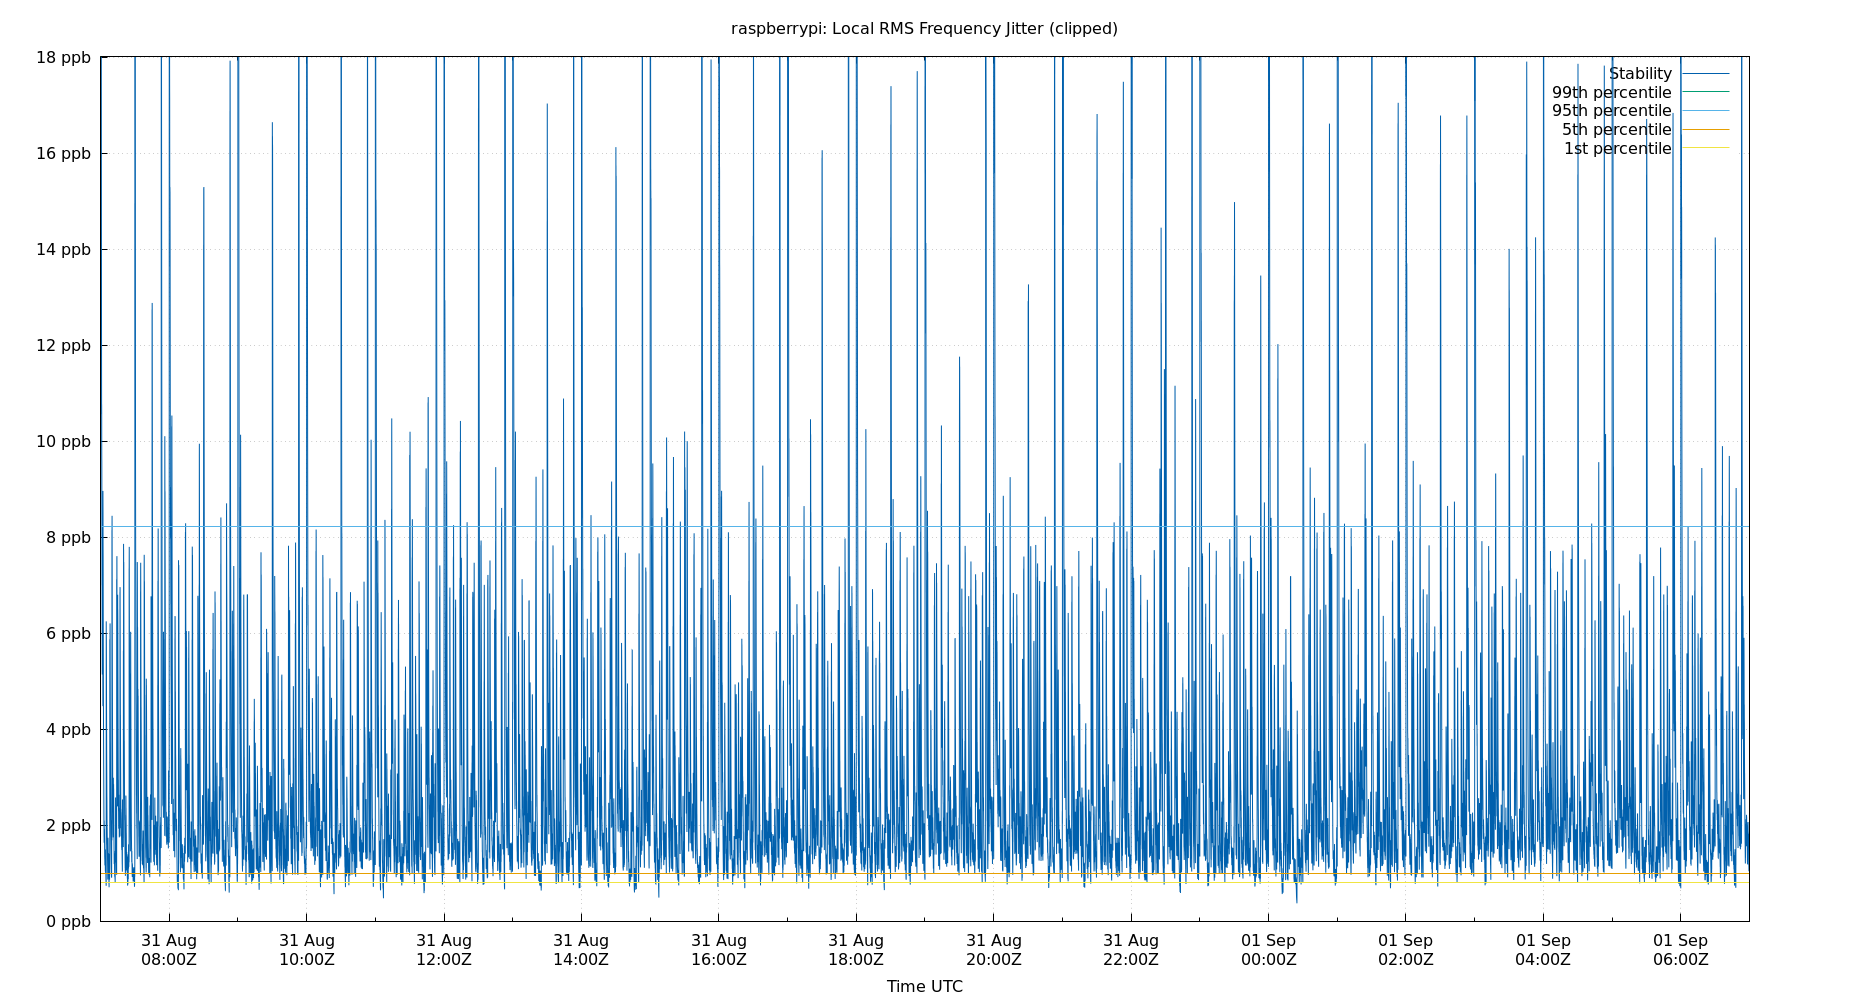 raspberrypi: Local RMS Frequency Jitter (clipped)
18 ppb
16 ppb
14 ppb
12 ppb
10 ppb
8 ppb
6 ppb
4 ppb
2 ppb
0 ppb
Stability
99th percentile
95th percentile
5th percentile
1st percentile
31 Aug 31 Aug 31 Aug 31 Aug 31 Aug 31 Aug 31 Aug 31 Aug 01 Sep 01 Sep 01 Sep 01 Sep
08:00Z 10:00Z 12:00Z 14:00Z 16:00Z 18:00Z 20:00Z 22:00Z 00:00Z 02:00Z 04:00Z 06:00Z
Time UTC